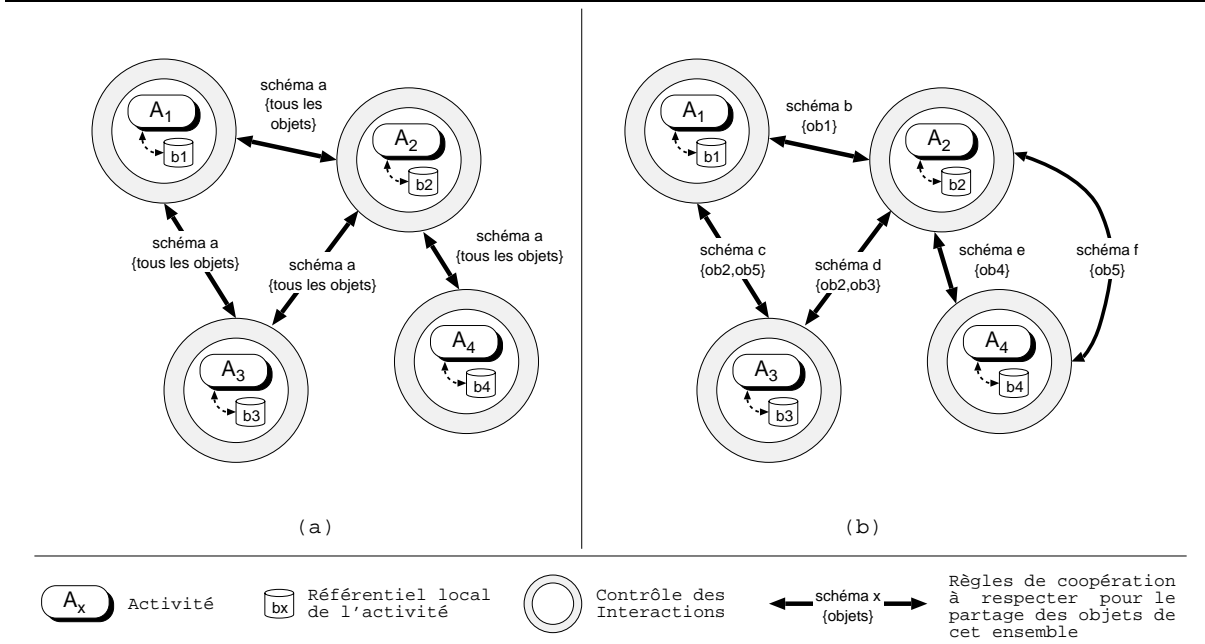 schéma a
{tous les
objets}
A1
b1
A2
b2
schéma a
{tous les objets}
schéma a
{tous les objets}
schéma a
{tous les objets}
A3
b3
A4
b4
(a)
schéma b
{ob1}
A1
b1
A2
b2
schéma c
{ob2,ob5}
schéma d
{ob2,ob3}
schéma e
{ob4}
schéma f
{ob5}
A3
b3
A4
b4
(b)
Ax
Activité
bx
Référentiel local
de l'activité
Contrôle des
Interactions
schéma x
{objets}
Règles de coopération
à respecter pour le
partage des objets de
cet ensemble